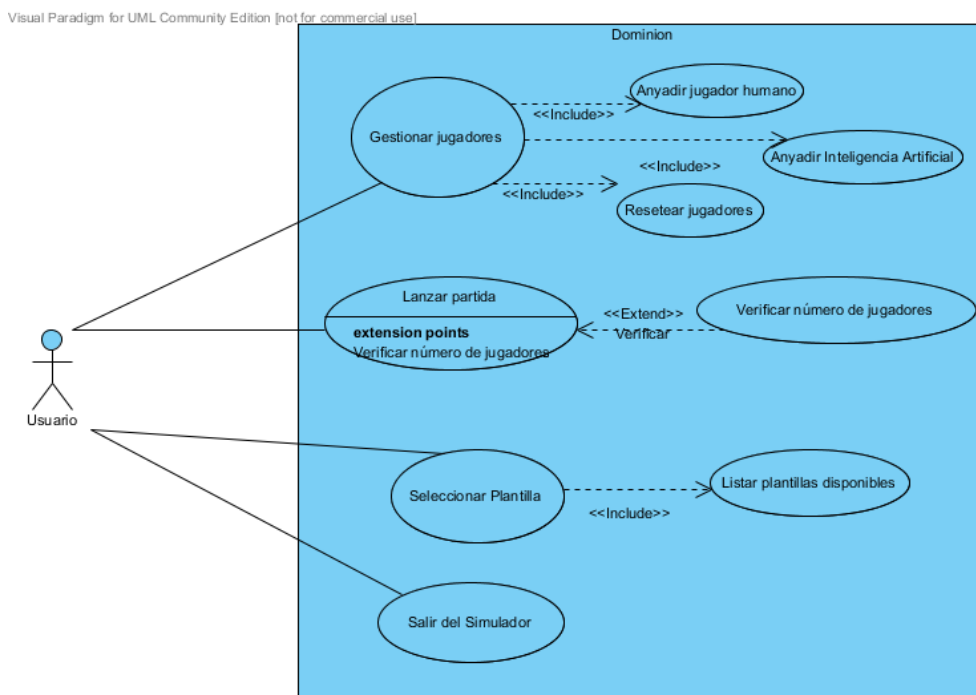 Visual Paradigm for UML Community Edition [not for commercial use]
Dominion
Anyadir jugador humano
<<Include>>
Gestionar jugadores
Anyadir Inteligencia Artificial
<<Include>>
<<Include>>
Resetear jugadores
Lanzar partida
extension points
Verificar número de jugadores
<<Extend>>
Verificar
Verificar número de jugadores
Usuario
Seleccionar Plantilla
Listar plantillas disponibles
<<Include>>
Salir del Simulador